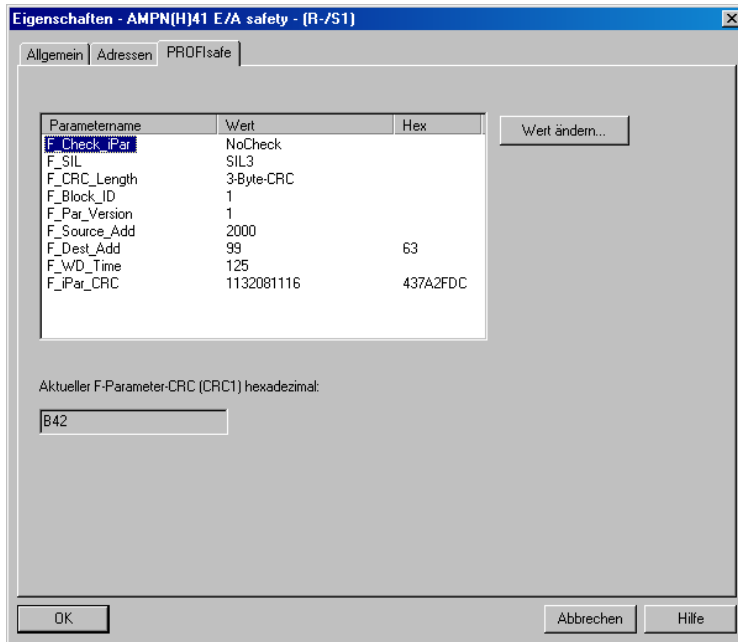 Eigenschaften - AMPN(H)41 E/A safety - (R-/S1)
Allgemein Adressen PROFIsafe
Parametername Wert Hex
F_Check_iPar NoCheck
F_SIL SIL3
F_CRC_Length 3-Byte-CRC
F_Block_ID 1
F_Par_Version 1
F_Source_Add 2000
F_Dest_Add 99 63
F_WD_Time 125
F_iPar_CRC 1132081116 437A2FDC
Wert ändern...
Aktueller F-Parameter-CRC (CRC1) hexadezimal:
B42
OK Abbrechen Hilfe